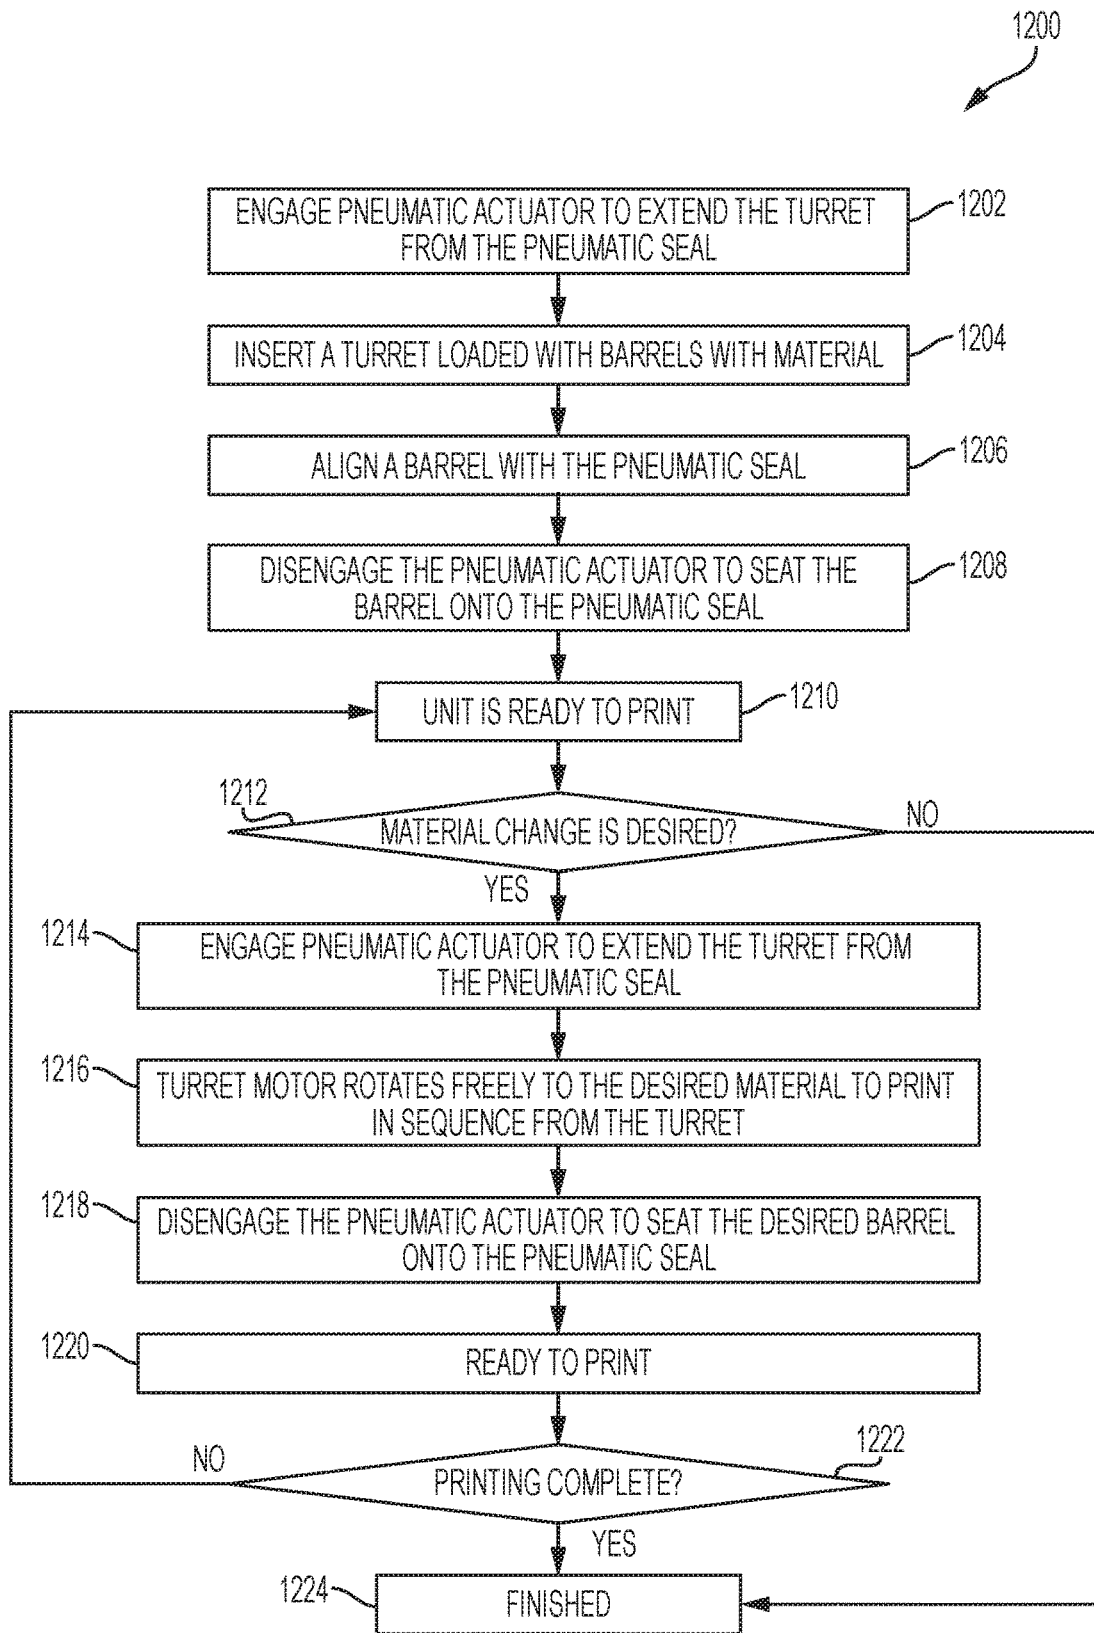 1200
ENGAGE PNEUMATIC ACTUATOR TO EXTEND THE TURRET
FROM THE PNEUMATIC SEAL
1202
INSERT A TURRET LOADED WITH BARRELS WITH MATERIAL
1204
ALIGN A BARREL WITH THE PNEUMATIC SEAL
1206
DISENGAGE THE PNEUMATIC ACTUATOR TO SEAT THE
BARREL ONTO THE PNEUMATIC SEAL
1208
UNIT IS READY TO PRINT
1210
1212
MATERIAL CHANGE IS DESIRED?
NO
YES
1214
ENGAGE PNEUMATIC ACTUATOR TO EXTEND THE TURRET FROM
THE PNEUMATIC SEAL
1216
TURRET MOTOR ROTATES FREELY TO THE DESIRED MATERIAL TO PRINT
IN SEQUENCE FROM THE TURRET
1218
DISENGAGE THE PNEUMATIC ACTUATOR TO SEAT THE DESIRED BARREL
ONTO THE PNEUMATIC SEAL
1220
READY TO PRINT
NO
PRINTING COMPLETE?
1222
YES
1224
FINISHED